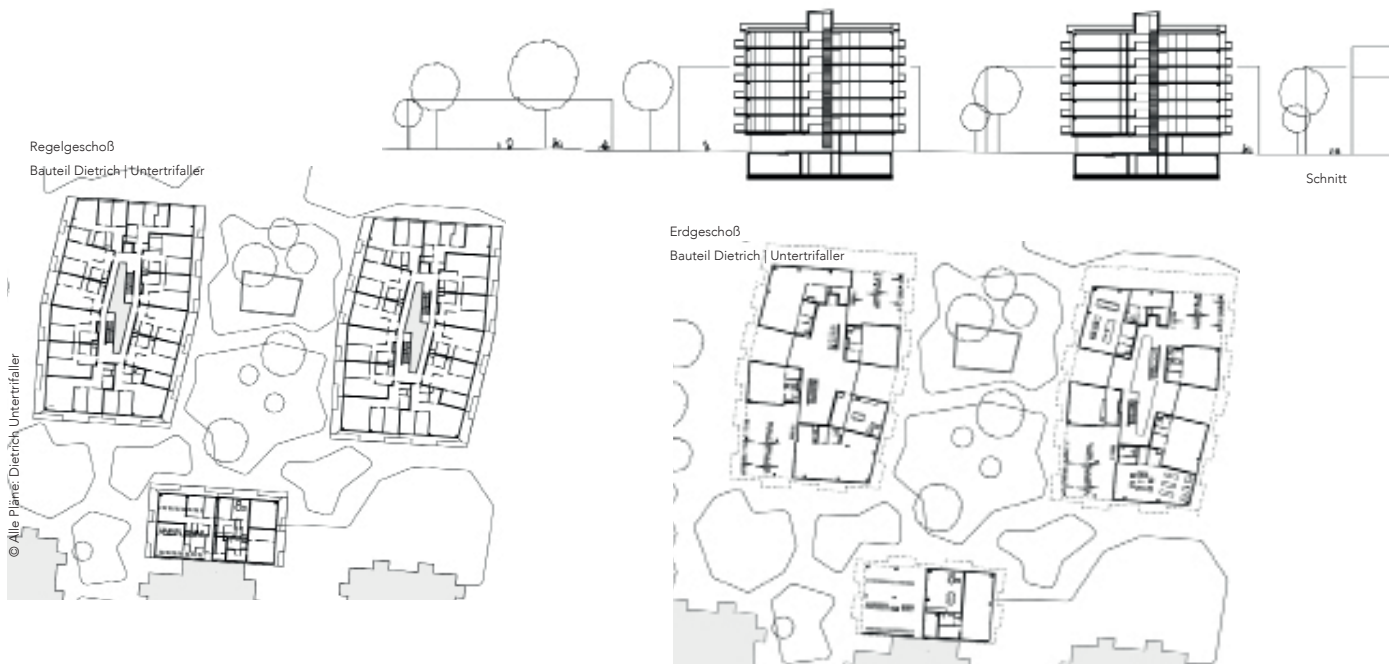 Regelgeschoß
Bauteil Dietrich | Untertrifaller
Schnitt
Erdgeschoß
Bauteil Dietrich | Untertrifaller
© Alle Pläne: Dietrich Untertrifaller